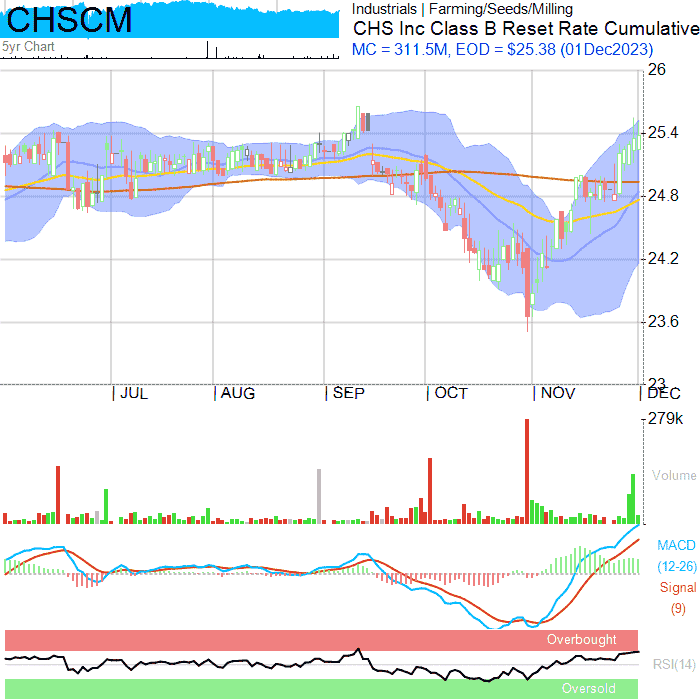 CHSCM
5yr Chart
Industrials | Farming/Seeds/Milling
CHS Inc Class B Reset Rate Cumulative
MC = 311.5M, EOD = $25.38 (01Dec2023)
26
25.4
24.8
24.2
23.6
23
JUL AUG SEP OCT NOV DEC
279k
Volume
MACD
(12-26)
Signal
(9)
Overbought
RSI(14)
Oversold